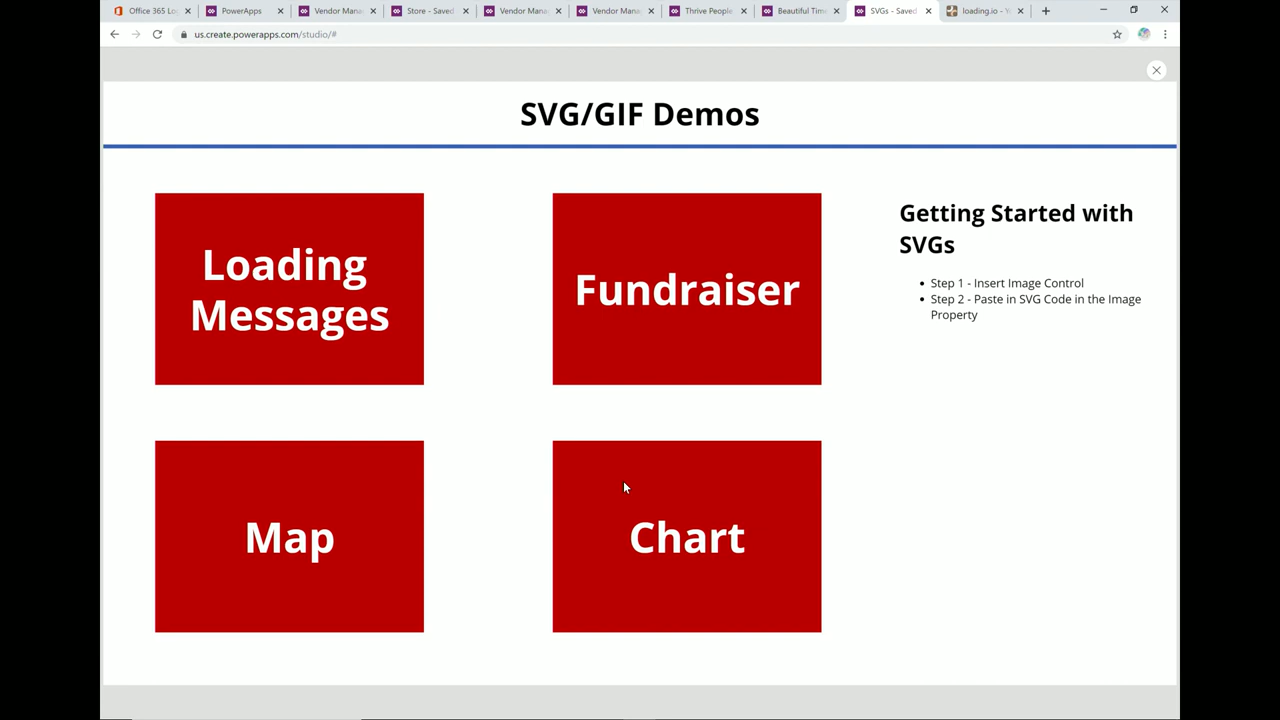 Office 365 Lo
PowerApps
Vendor Mana
Store - Saved
Vendor Mana
Vendor Mana
Thrive People
Beautiful Time
SVGs - Saved
loading.io - Y
us.create.powerapps.com/studio/#
SVG/GIF Demos
Loading
Messages
Fundraiser
Getting Started with
SVGs
• Step 1 - Insert Image Control
• Step 2 - Paste in SVG Code in the Image
Property
Map
Chart